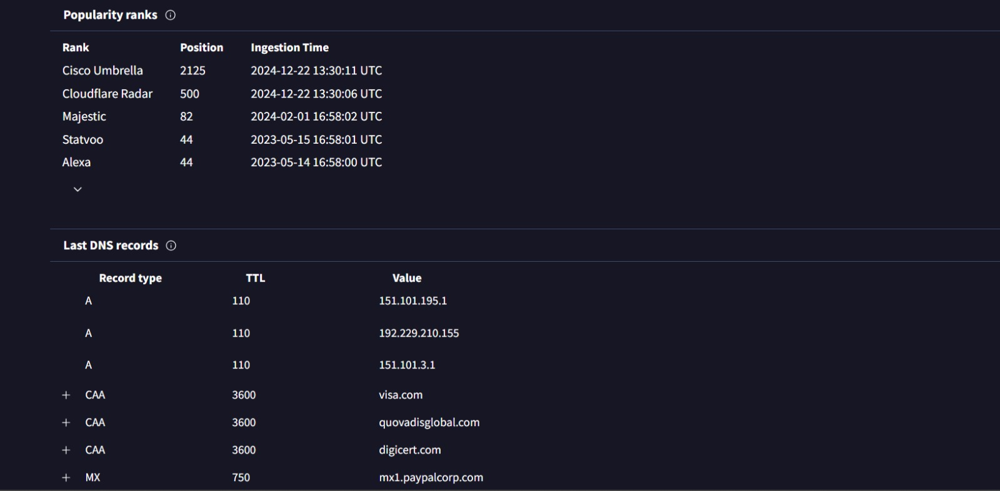 Popularity ranks
Rank Position Ingestion Time
Cisco Umbrella 2125 2024-12-22 13:30:11 UTC
Cloudflare Radar 500 2024-12-22 13:30:06 UTC
Majestic 82 2024-02-01 16:58:02 UTC
Statvoo 44 2023-05-15 16:58:01 UTC
Alexa 44 2023-05-14 16:58:00 UTC
Last DNS records
Record type TTL Value
A 110 151.101.195.1
A 110 192.229.210.155
A 110 151.101.3.1
+ CAA 3600 visa.com
+ CAA 3600 quovadisglobal.com
+ CAA 3600 digicert.com
+ MX 750 mx1.paypalcorp.com